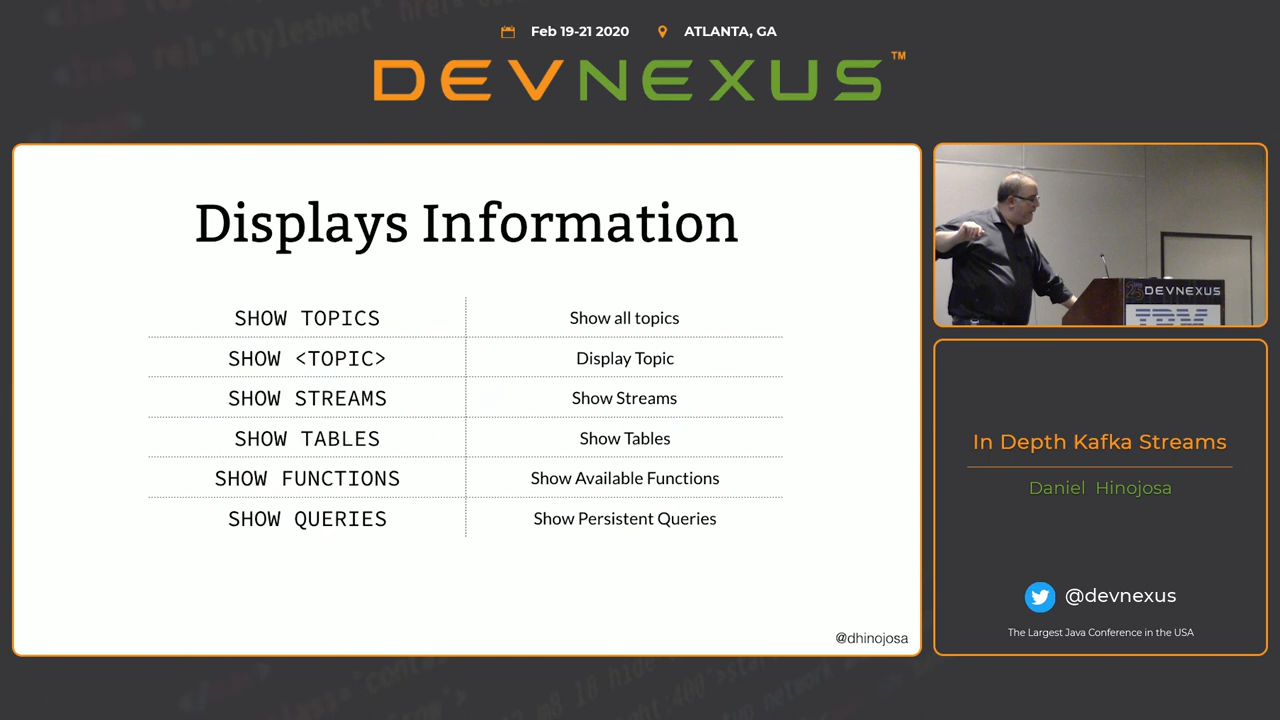 Feb 19-21 2020 ATLANTA, GA
DEVNEXUS™
Displays Information
SHOW TOPICS Show all topics
SHOW <TOPIC> Display Topic
SHOW STREAMS Show Streams
SHOW TABLES Show Tables
SHOW FUNCTIONS Show Available Functions
SHOW QUERIES Show Persistent Queries
@dhinojosa
DEVNEXUS
IBM
In Depth Kafka Streams
Daniel Hinojosa
@devnexus
The Largest Java Conference in the USA